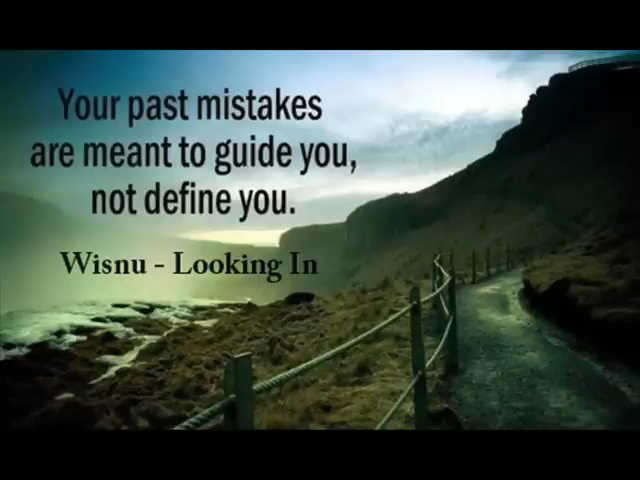 Your past mistakes
are meant to guide you,
not define you.
Wisnu - Looking In